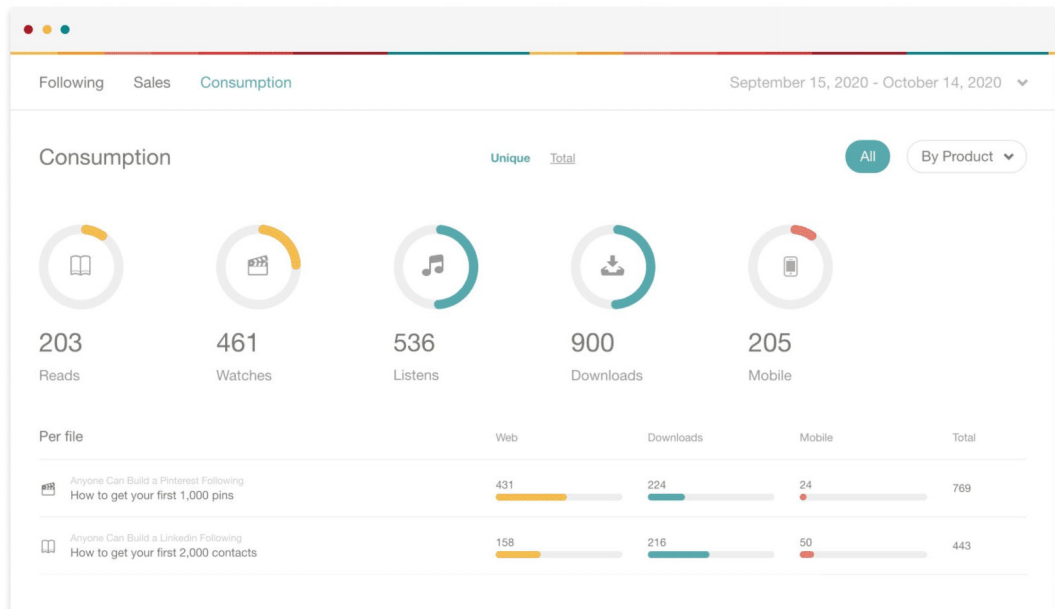 Following Sales Consumption September 15, 2020 - October 14, 2020
Consumption Unique Total All By Product
203 461 536 900 205
Reads Watches Listens Downloads Mobile
Per file Web Downloads Mobile Total
Anyone Can Build a Pinterest Following
How to get your first 1,000 pins
431 224 24 769
Anyone Can Build a Linkedin Following
How to get your first 2,000 contacts
158 216 50 443